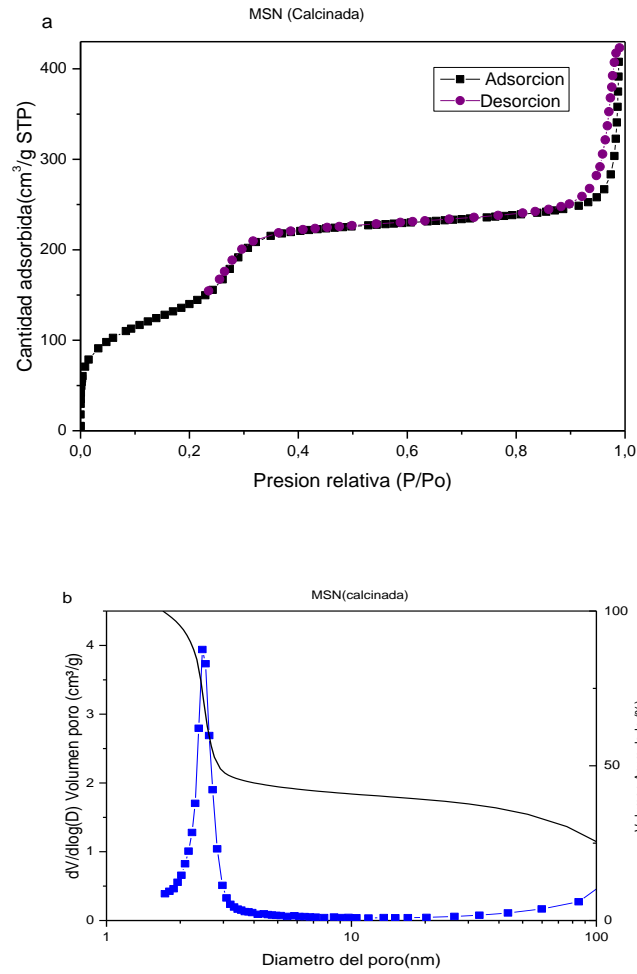 a
MSN (Calcinada)
400
300
200
100
0
Cantidad adsorbida(cm³/g STP)
Adsorcion
Desorcion
0,0 0,2 0,4 0,6 0,8 1,0
Presion relativa (P/Po)
b
MSN(calcinada)
4
3
2
1
0
dV/dlog(D) Volumen poro (cm³/g)
100
50
0
1 10 100
Diametro del poro(nm)